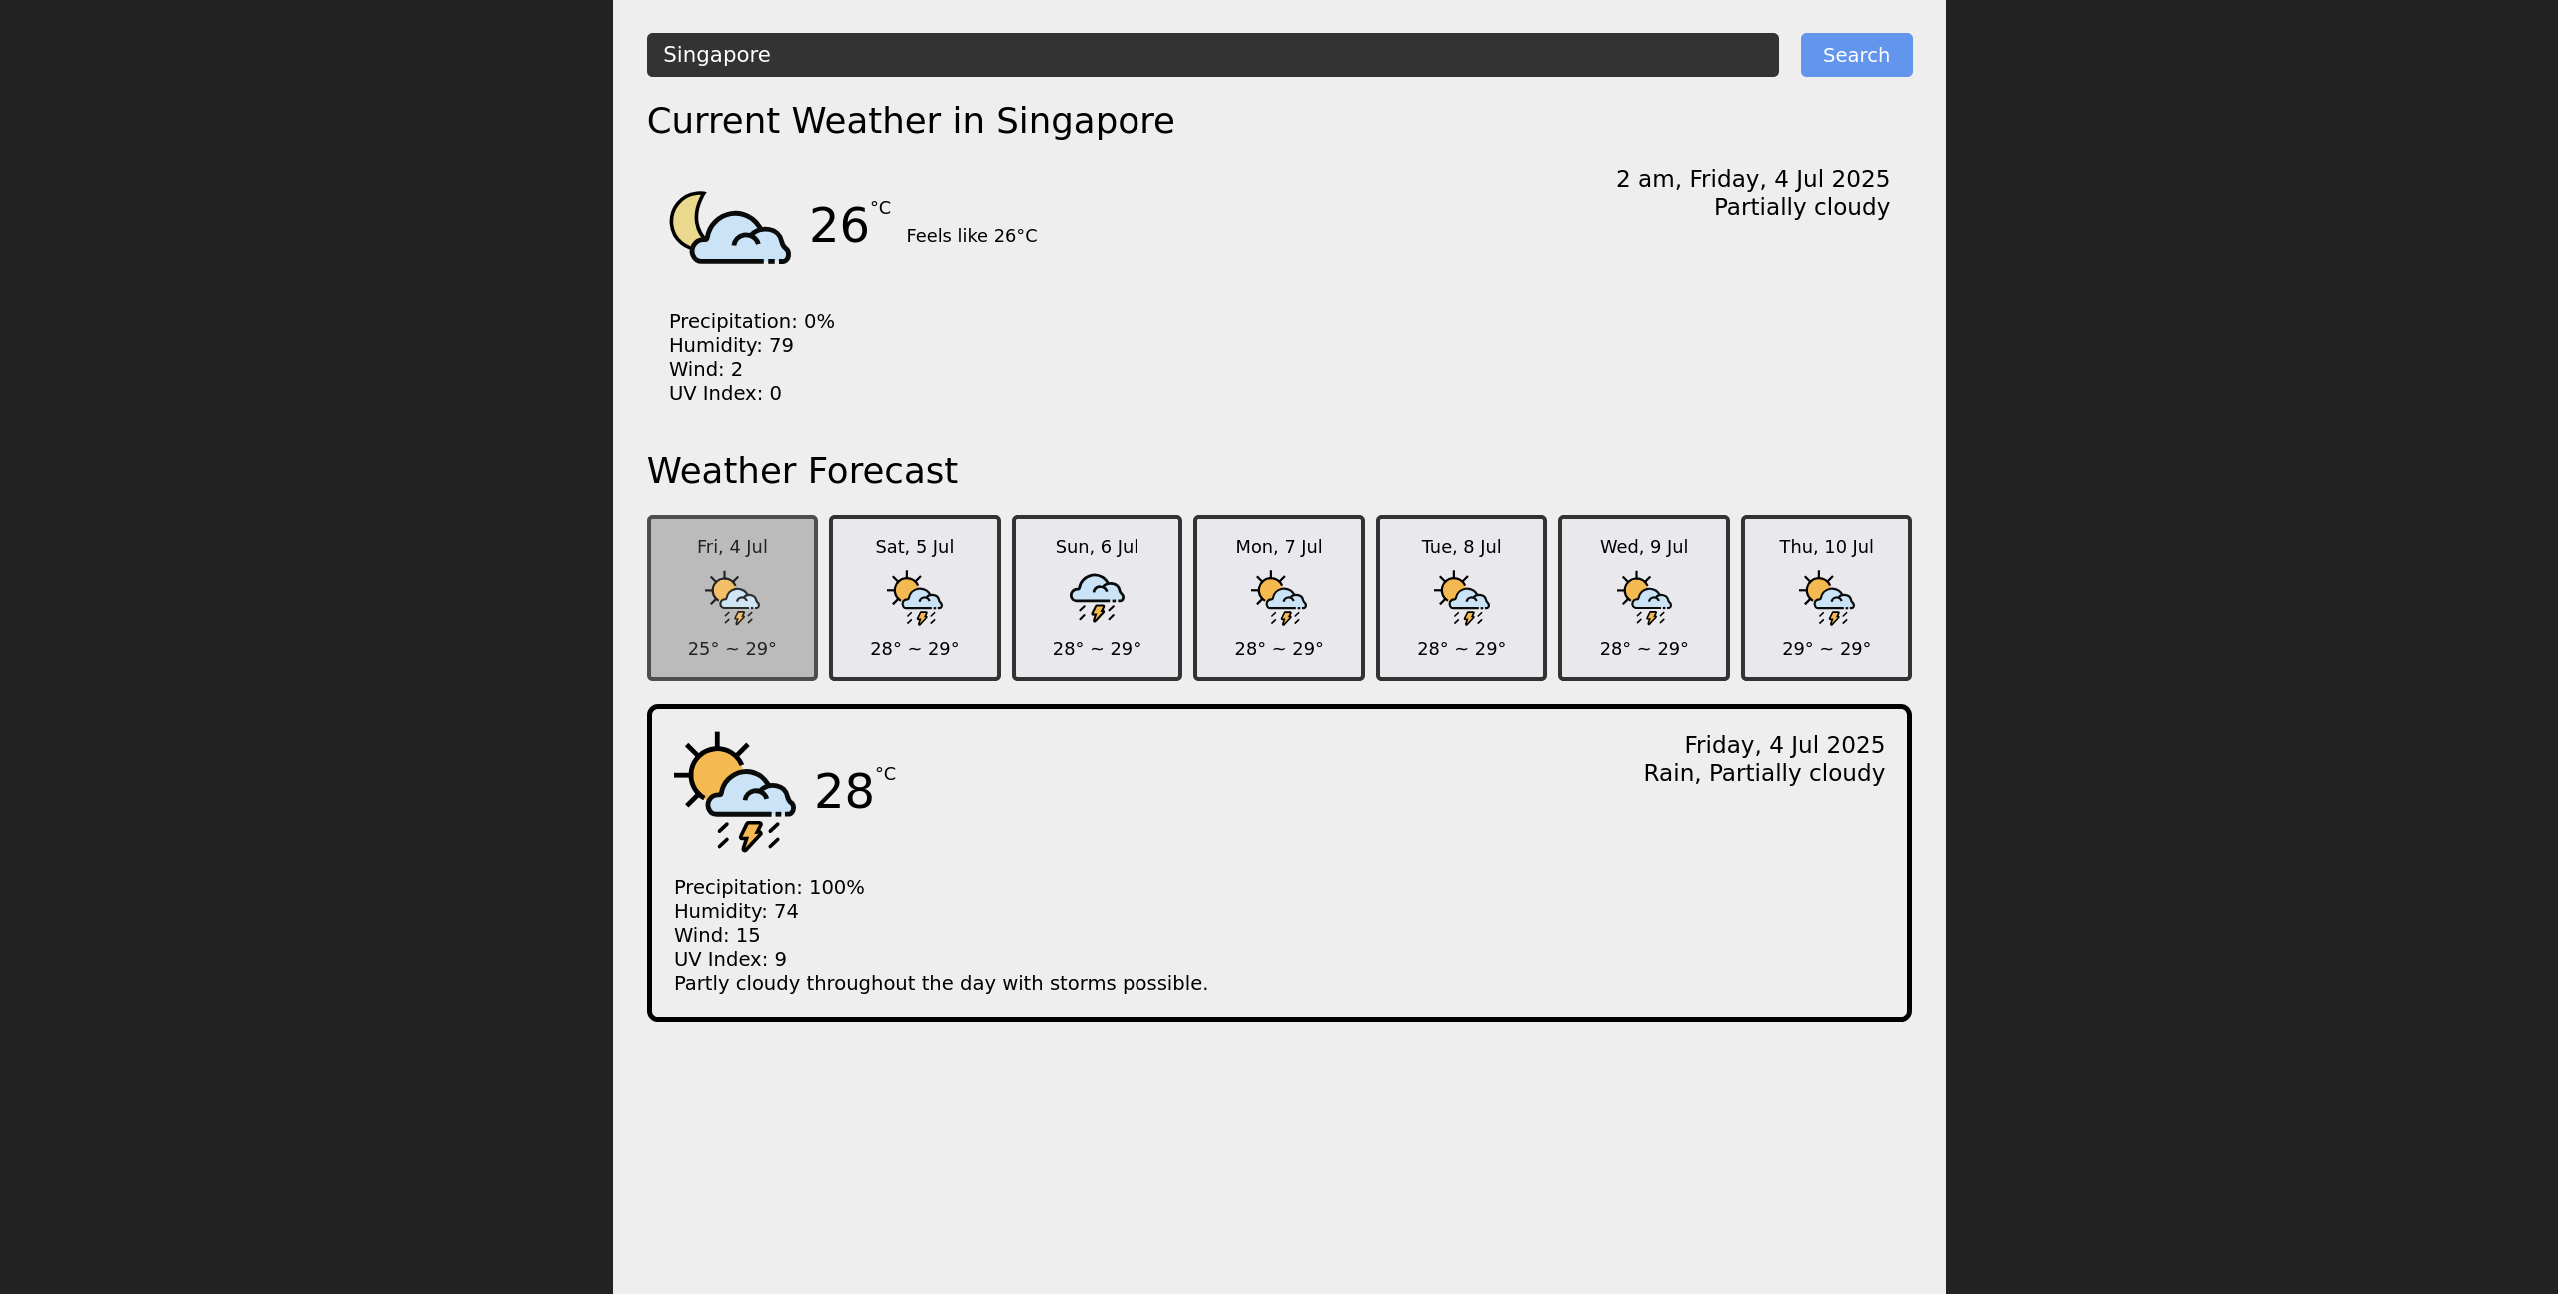 Singapore
Search
Current Weather in Singapore
26 °C
Feels like 26°C
2 am, Friday, 4 Jul 2025
Partially cloudy
Precipitation: 0%
Humidity: 79
Wind: 2
UV Index: 0
Weather Forecast
Fri, 4 Jul
25° ~ 29°
Sat, 5 Jul
28° ~ 29°
Sun, 6 Jul
28° ~ 29°
Mon, 7 Jul
28° ~ 29°
Tue, 8 Jul
28° ~ 29°
Wed, 9 Jul
28° ~ 29°
Thu, 10 Jul
29° ~ 29°
28 °C
Friday, 4 Jul 2025
Rain, Partially cloudy
Precipitation: 100%
Humidity: 74
Wind: 15
UV Index: 9
Partly cloudy throughout the day with storms possible.